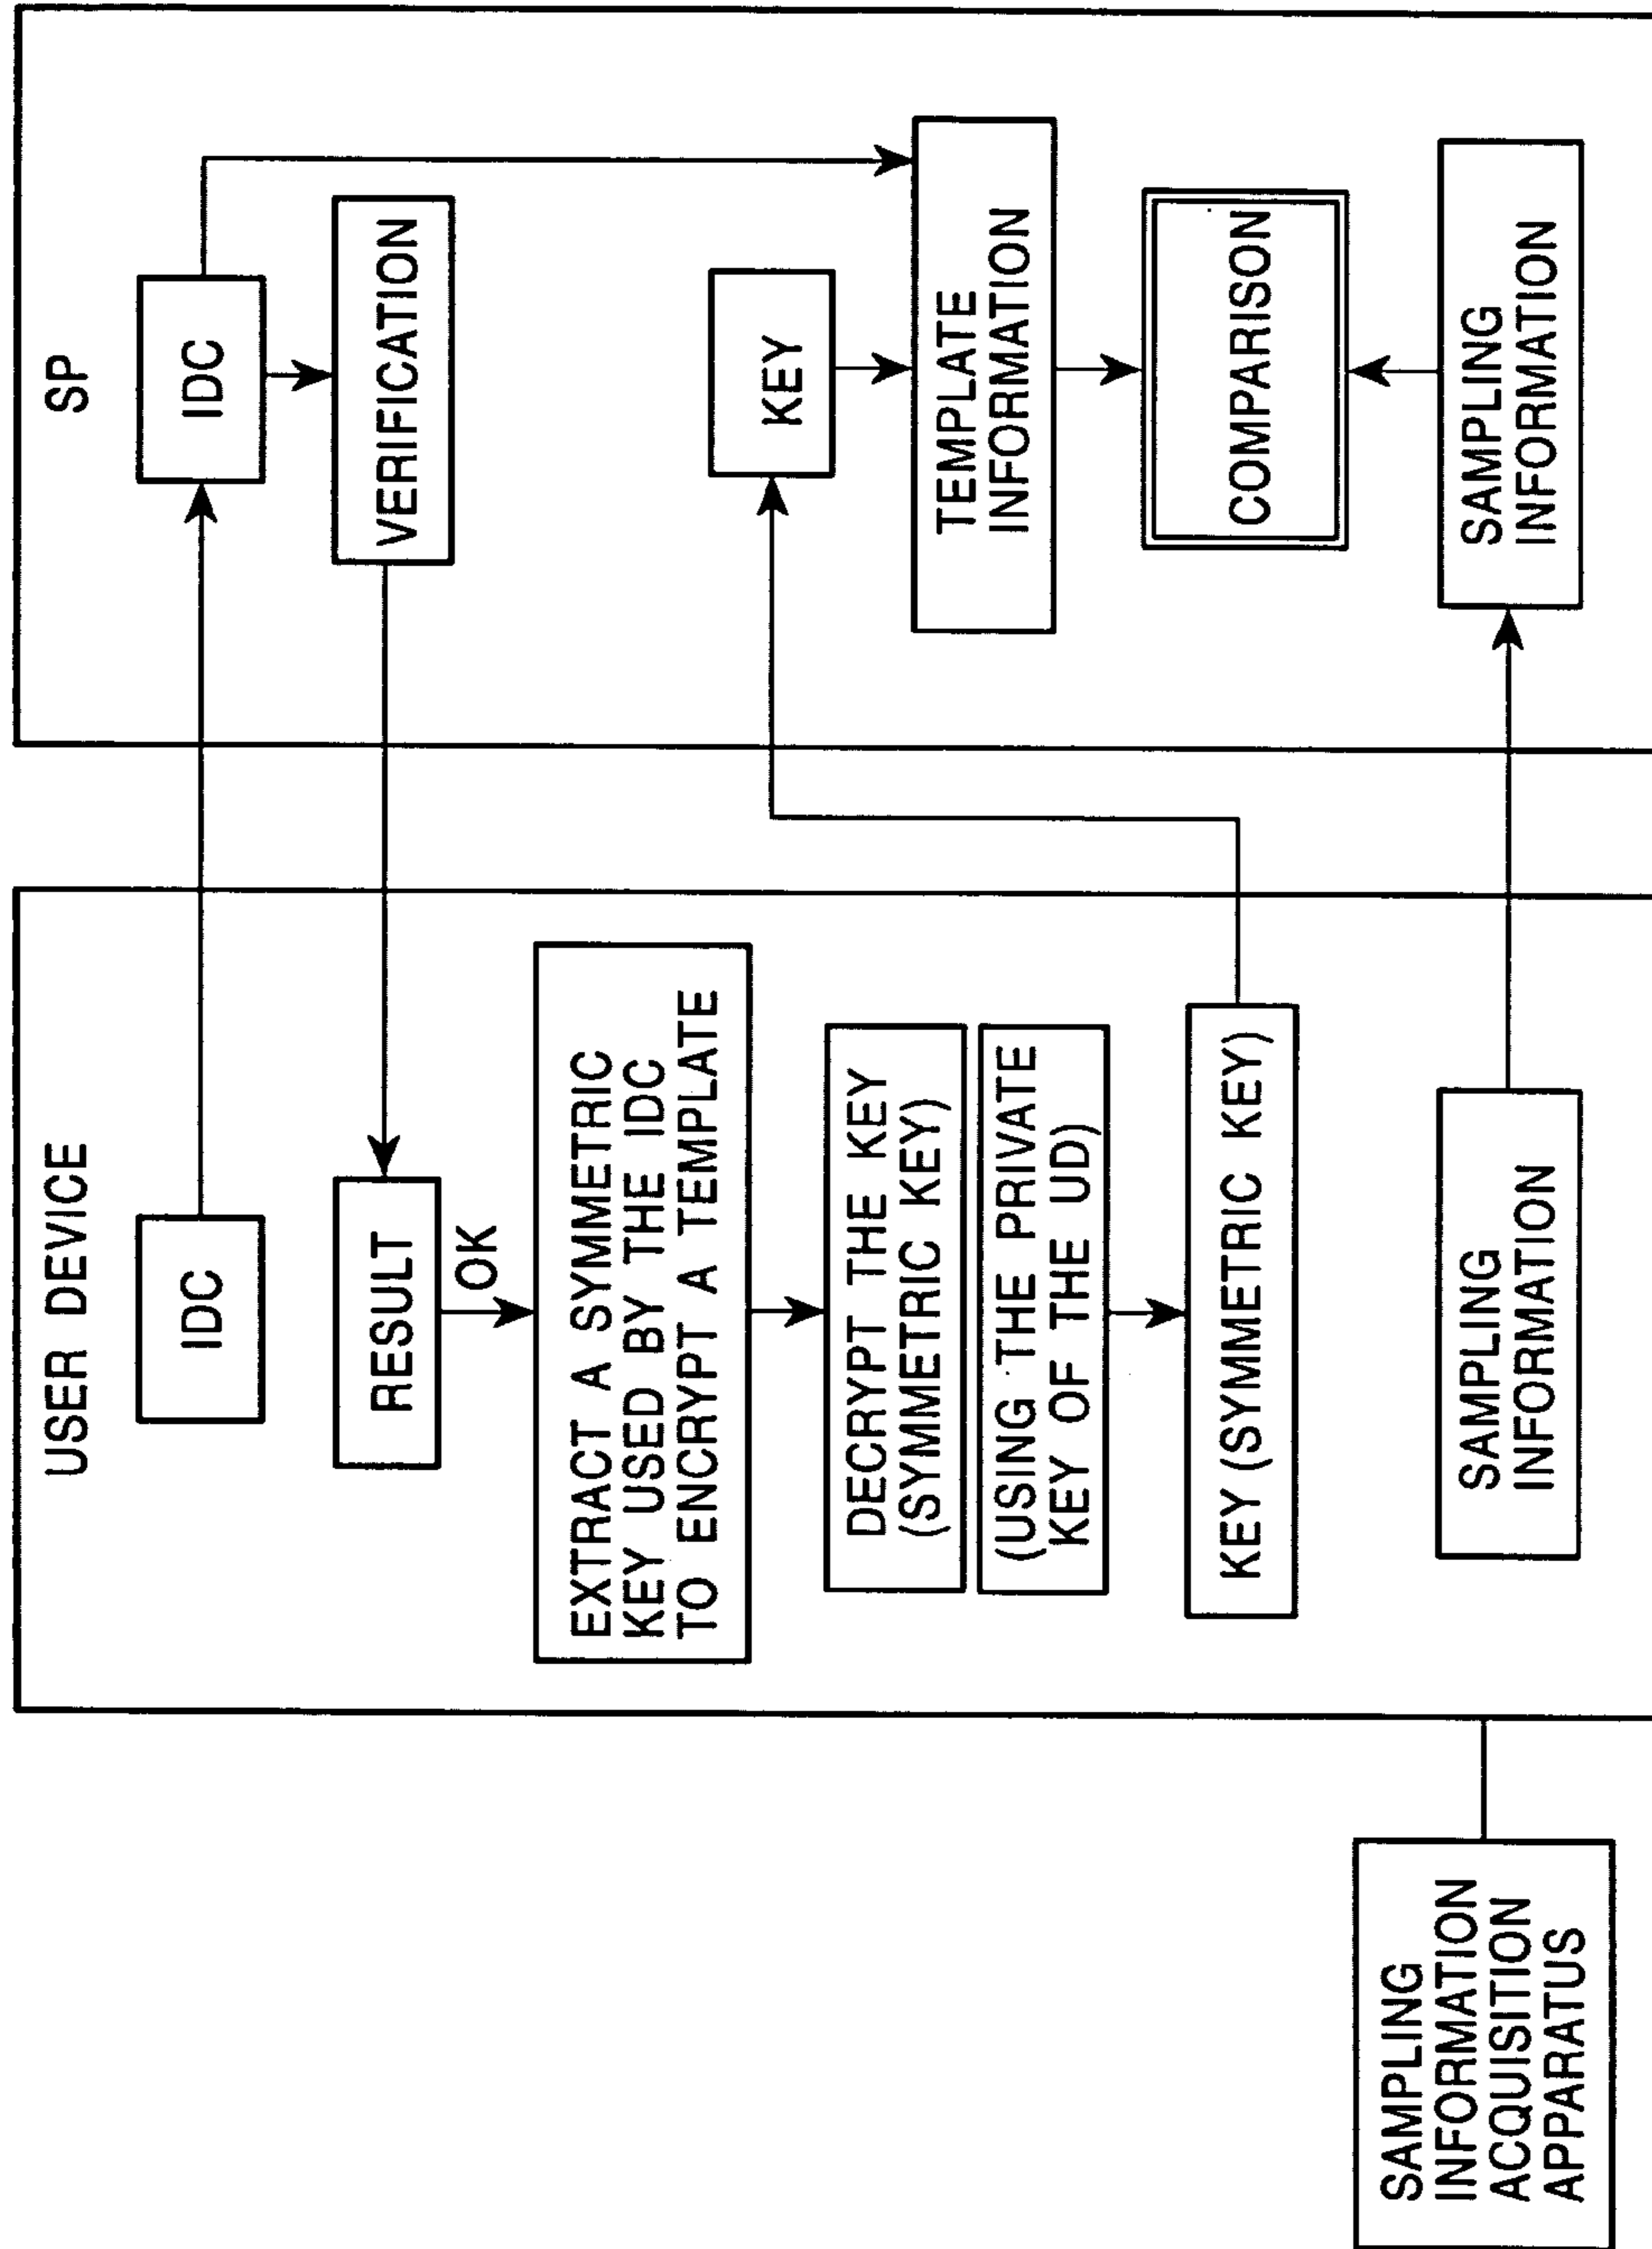 SAMPLING
INFORMATION
ACQUISITION
APPARATUS
USER DEVICE
IDC
RESULT
OK
EXTRACT A SYMMETRIC
KEY USED BY THE IDC
TO ENCRYPT A TEMPLATE
DECRYPT THE KEY
(SYMMETRIC KEY)
(USING THE PRIVATE
KEY OF THE UD)
KEY (SYMMETRIC KEY)
SAMPLING
INFORMATION
SP
IDC
VERIFICATION
KEY
TEMPLATE
INFORMATION
COMPARISON
SAMPLING
INFORMATION